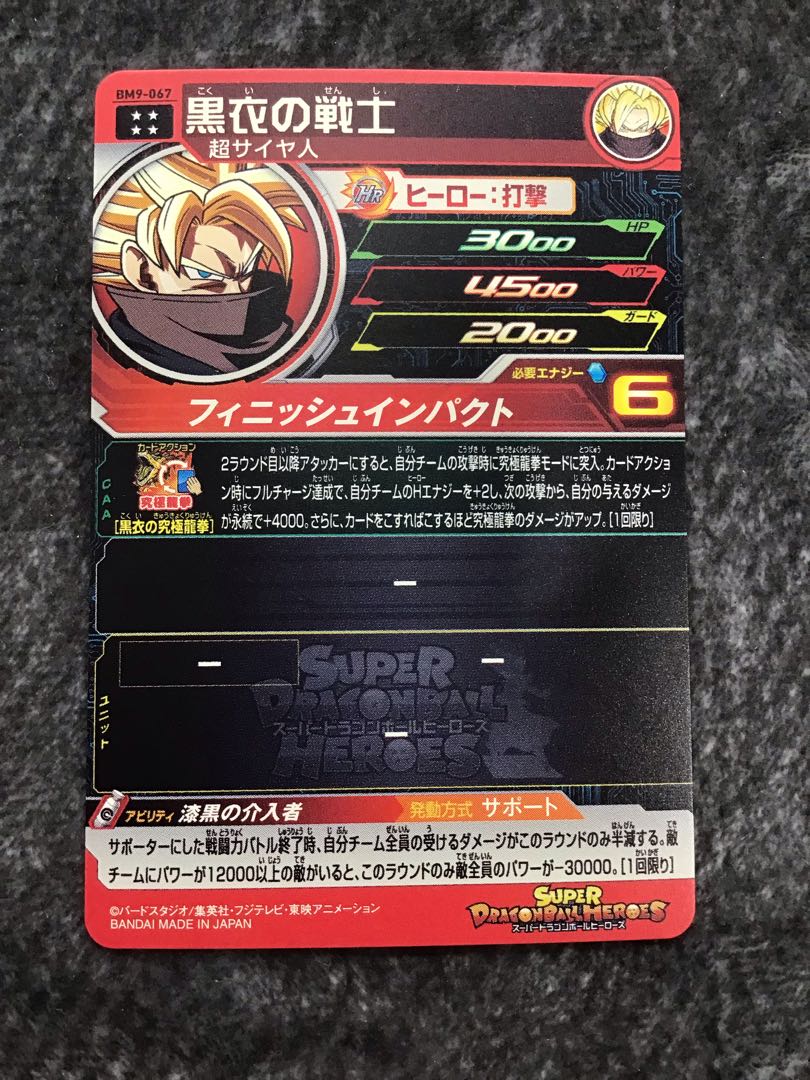 BM9-067
黒衣の戦士
超サイヤ人
HR ヒーロー:打撃
HP
3000
パワー
4500
ガード
2000
必要エナジー 6
フィニッシュインパクト
CAA
カードアクション
究極龍拳
[黒衣の究極龍拳]
2ラウンド目以降アタッカーにすると、自分チームの攻撃時に究極龍拳モードに突入。カードアクショ
ン時にフルチャージ達成で、自分チームのHエナジーを+2し、次の攻撃から、自分の与えるダメージ
が永続で+4000。さらに、カードをこすればこするほど究極龍拳のダメージがアップ。[1回限り]
ー
ユニット
ー ー
ー
SUPER
DRAGONBALL
スーパードラゴンボールヒーローズ
HEROES
アビリティ 漆黒の介入者 発動方式 サポート
サポーターにした戦闘力バトル終了時、自分チーム全員の受けるダメージがこのラウンドのみ半減する。敵
チームにパワーが12000以上の敵がいると、このラウンドのみ敵全員のパワーが-30000。[1回限り]
©バードスタジオ/集英社・フジテレビ・東映アニメーション
BANDAI MADE IN JAPAN
SUPER
DRAGONBALL HEROES
スーパードラゴンボールヒーローズ